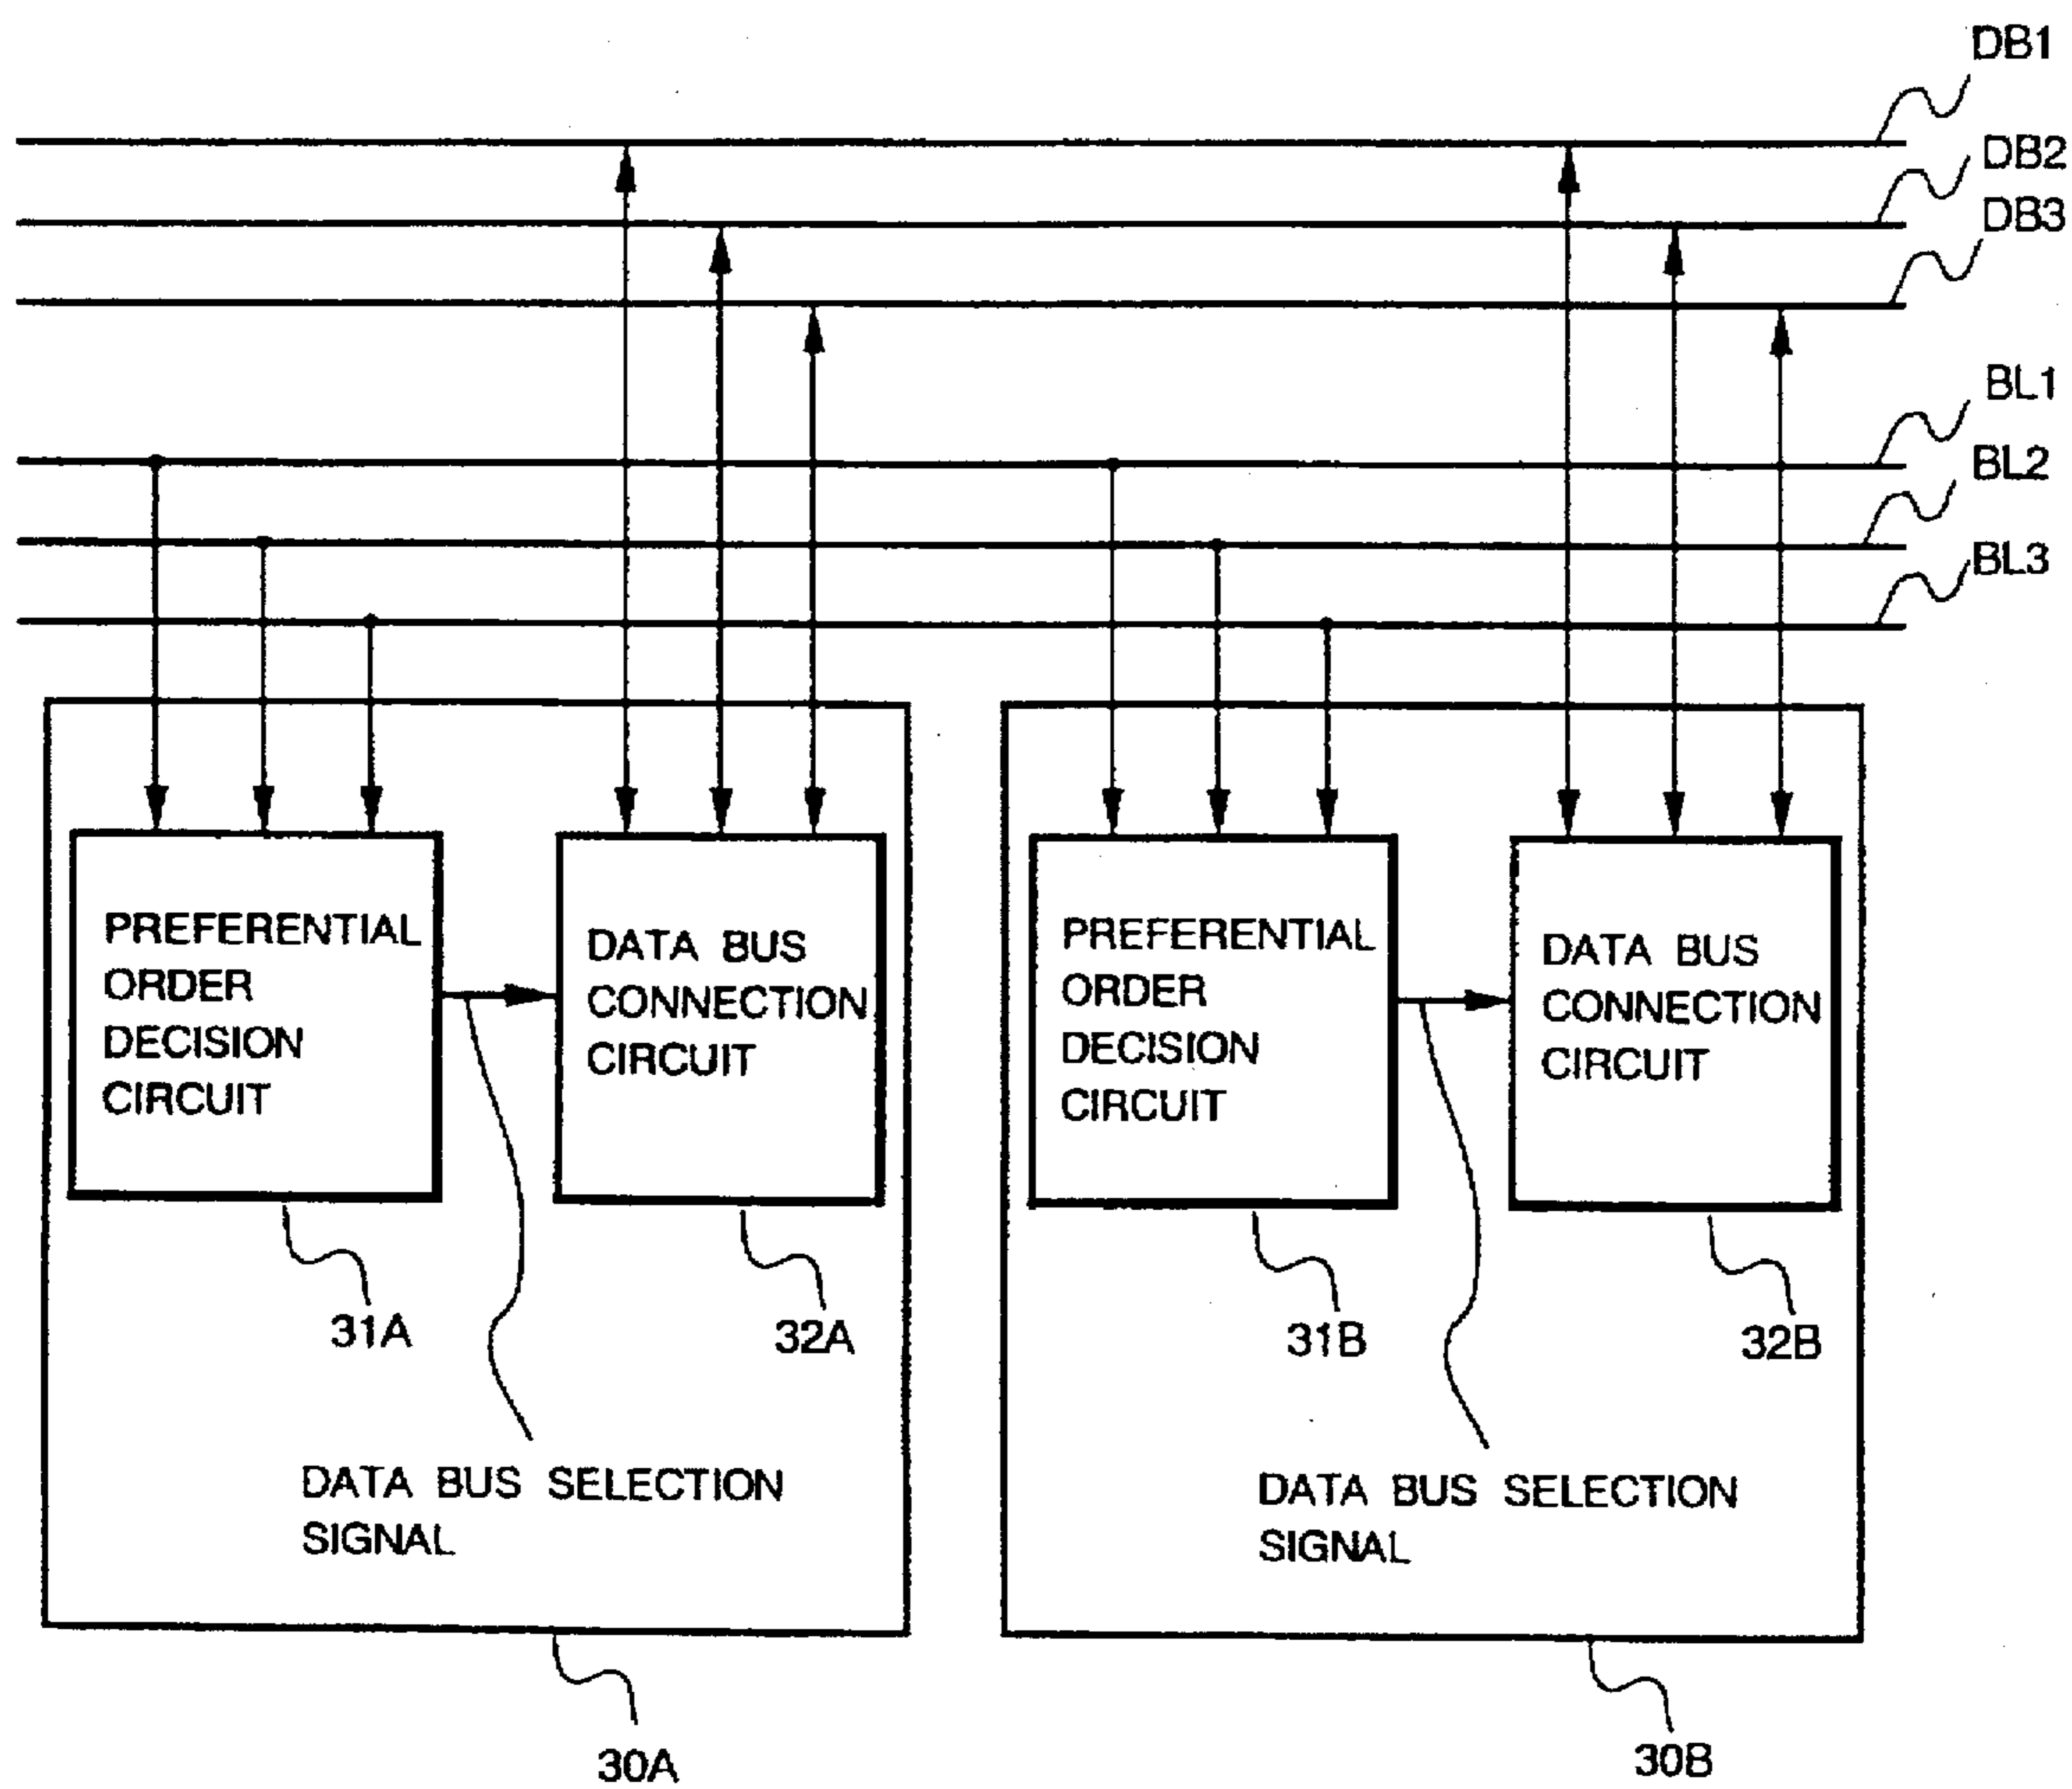 DB1
DB2
DB3
BL1
BL2
BL3
PREFERENTIAL
ORDER
DECISION
CIRCUIT
DATA BUS
CONNECTION
CIRCUIT
PREFERENTIAL
ORDER
DECISION
CIRCUIT
DATA BUS
CONNECTION
CIRCUIT
31A
32A
31B
32B
DATA BUS SELECTION
SIGNAL
DATA BUS SELECTION
SIGNAL
30A
30B